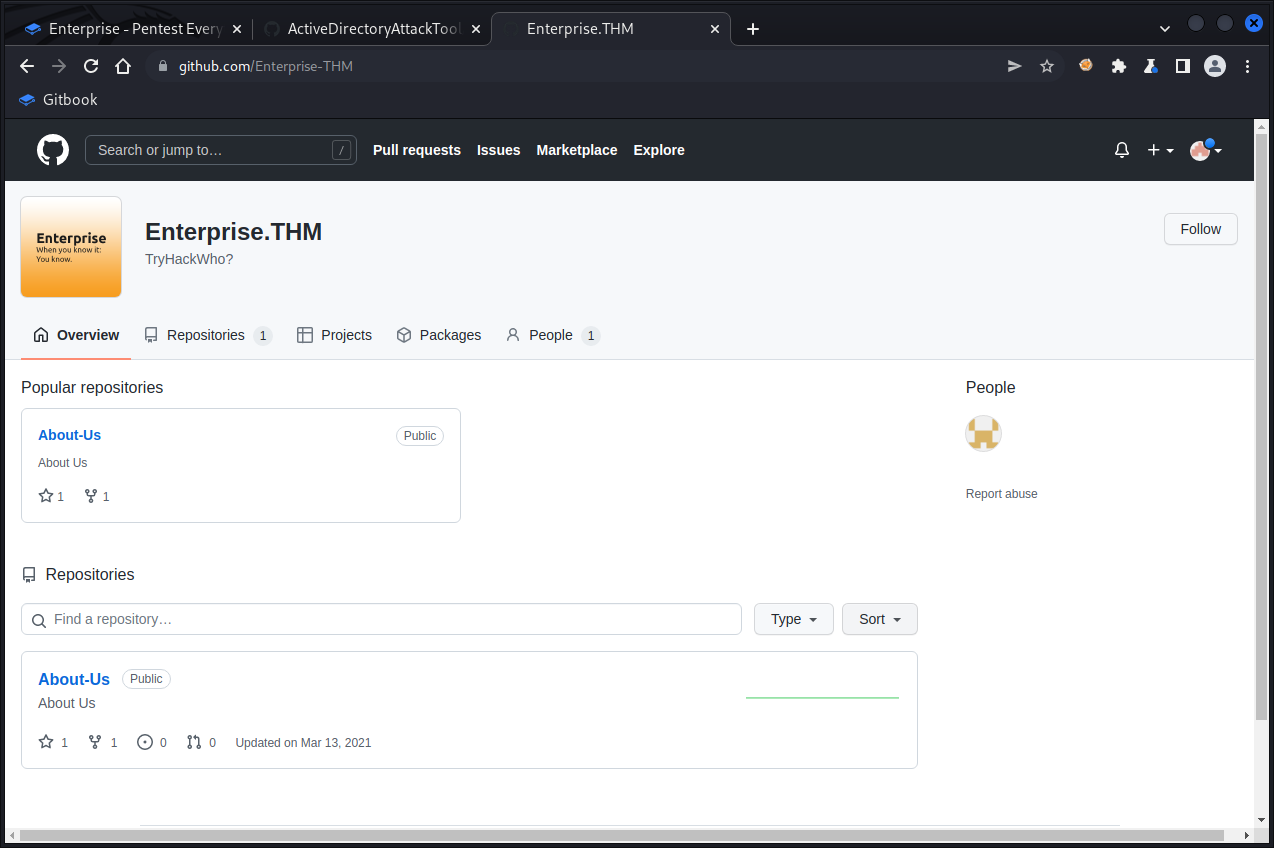 Enterprise - Pentest Every
ActiveDirectoryAttackTool
Enterprise.THM
github.com/Enterprise-THM
Gitbook
Search or jump to…
/
Pull requests
Issues
Marketplace
Explore
Enterprise
When you know it:
You know.
Enterprise.THM
TryHackWho?
Follow
Overview
Repositories 1
Projects
Packages
People 1
Popular repositories
People
About-Us
Public
About Us
1 1
Report abuse
Repositories
Find a repository…
Type
Sort
About-Us Public
About Us
1 1 0 0 Updated on Mar 13, 2021